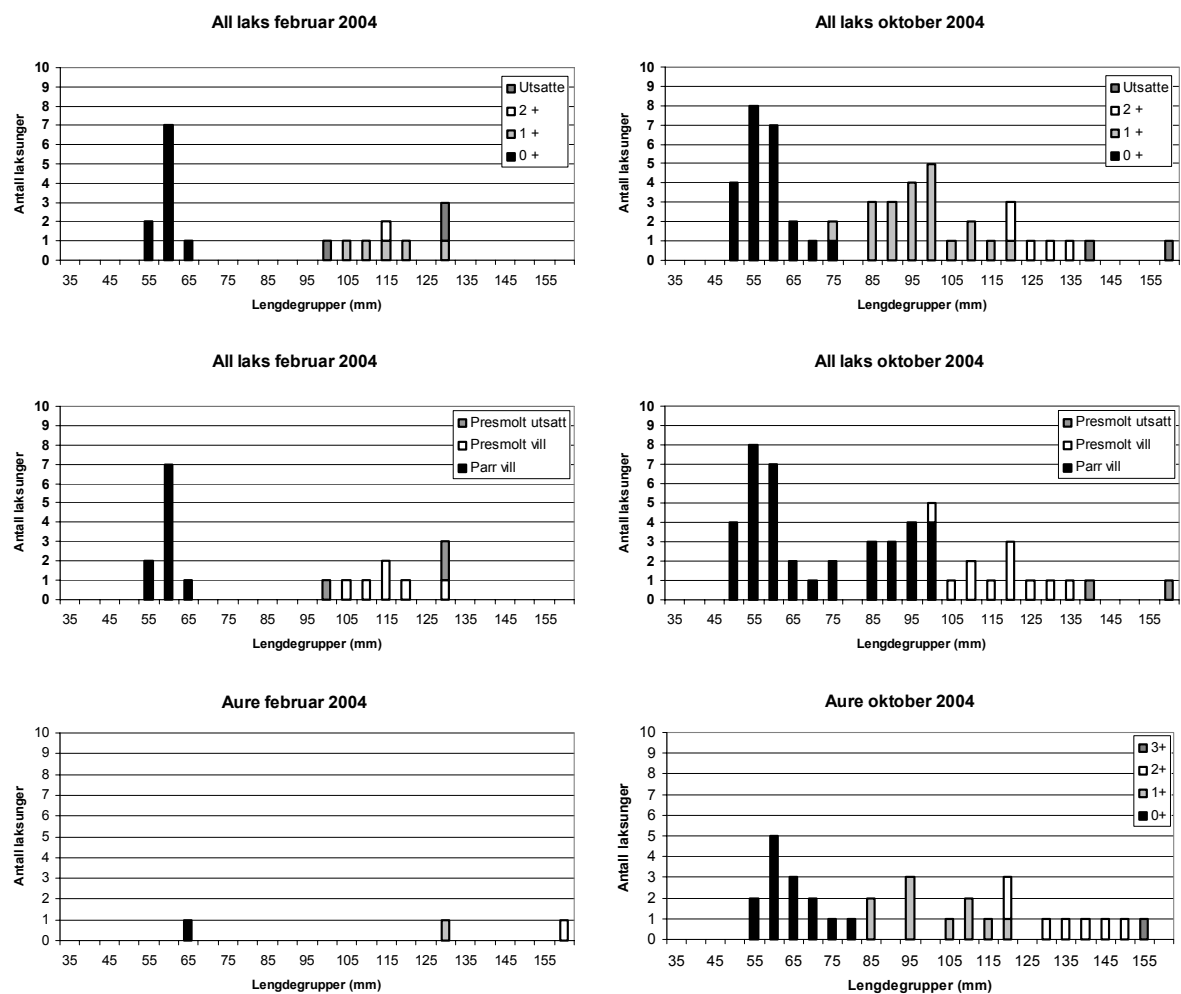 All laks februar 2004
10
9
8
7
6
5
4
3
2
1
0
Antall laksunger
Utsatte
2 +
1 +
0 +
35 45 55 65 75 85 95 105 115 125 135 145 155
Lengdegrupper (mm)
All laks oktober 2004
10
9
8
7
6
5
4
3
2
1
0
Antall laksunger
Utsatte
2 +
1 +
0 +
35 45 55 65 75 85 95 105 115 125 135 145 155
Lengdegrupper (mm)
All laks februar 2004
10
9
8
7
6
5
4
3
2
1
0
Antall laksunger
Presmolt utsatt
Presmolt vill
Parr vill
35 45 55 65 75 85 95 105 115 125 135 145 155
Lengdegrupper (mm)
All laks oktober 2004
10
9
8
7
6
5
4
3
2
1
0
Antall laksunger
Presmolt utsatt
Presmolt vill
Parr vill
35 45 55 65 75 85 95 105 115 125 135 145 155
Lengdegrupper (mm)
Aure februar 2004
10
9
8
7
6
5
4
3
2
1
0
Antall laksunger
35 45 55 65 75 85 95 105 115 125 135 145 155
Lengdegrupper (mm)
Aure oktober 2004
10
9
8
7
6
5
4
3
2
1
0
Antall laksunger
3+
2+
1+
0+
35 45 55 65 75 85 95 105 115 125 135 145 155
Lengdegrupper (mm)